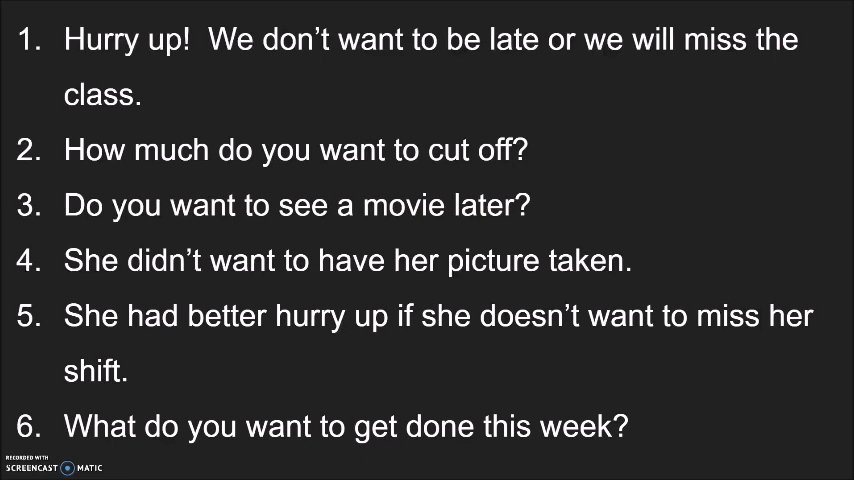 1. Hurry up!  We don’t want to be late or we will miss the
class.
2. How much do you want to cut off?
3. Do you want to see a movie later?
4. She didn’t want to have her picture taken.
5. She had better hurry up if she doesn’t want to miss her
shift.
6. What do you want to get done this week?
RECORDED WITH
SCREENCAST MATIC